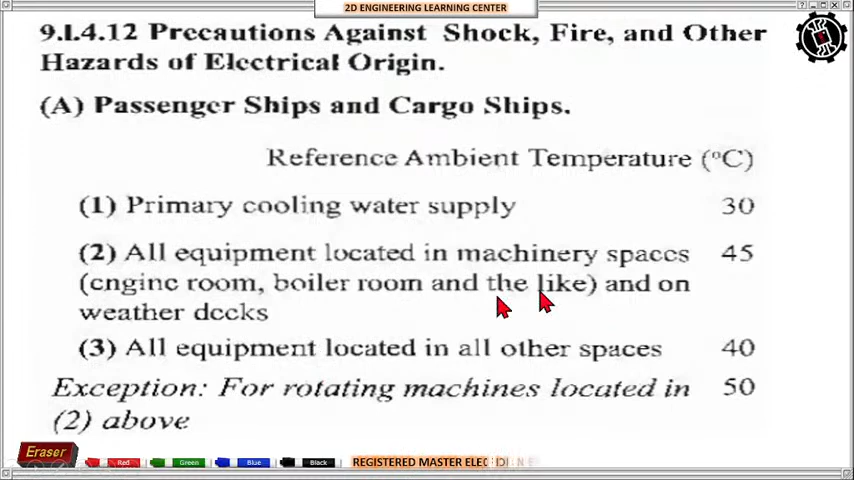 2D ENGINEERING LEARNING CENTER
9.I.4.12 Precautions Against Shock, Fire, and Other
Hazards of Electrical Origin.
(A) Passenger Ships and Cargo Ships.
Reference Ambient Temperature (°C)
(1) Primary cooling water supply 30
(2) All equipment located in machinery spaces 45
(engine room, boiler room and the like) and on
weather decks
(3) All equipment located in all other spaces 40
Exception: For rotating machines located in 50
(2) above
Eraser
Red Green Blue Black
REGISTERED MASTER ELEC